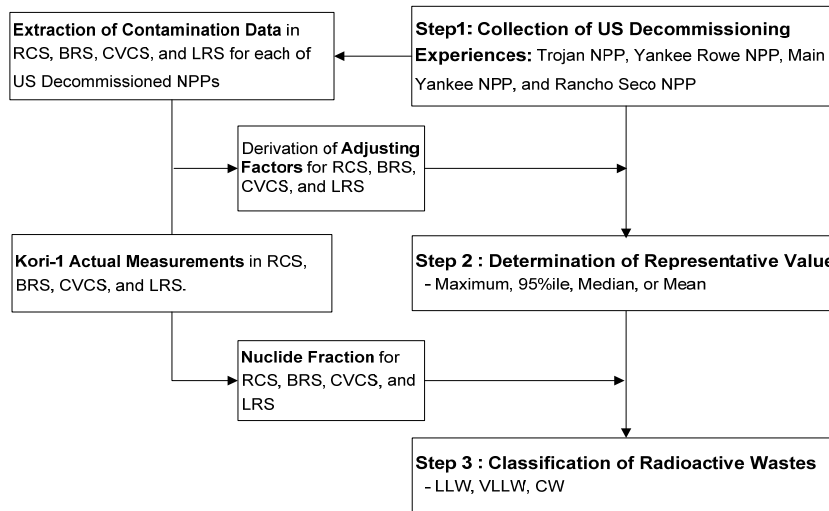 Extraction of Contamination Data in
RCS, BRS, CVCS, and LRS for each of
US Decommissioned NPPs
Step1: Collection of US Decommissioning
Experiences: Trojan NPP, Yankee Rowe NPP, Main
Yankee NPP, and Rancho Seco NPP
Derivation of Adjusting
Factors for RCS, BRS,
CVCS, and LRS
Kori-1 Actual Measurements in RCS,
BRS, CVCS, and LRS.
Step 2 : Determination of Representative Value
- Maximum, 95%ile, Median, or Mean
Nuclide Fraction for
RCS, BRS, CVCS, and
LRS
Step 3 : Classification of Radioactive Wastes
- LLW, VLLW, CW